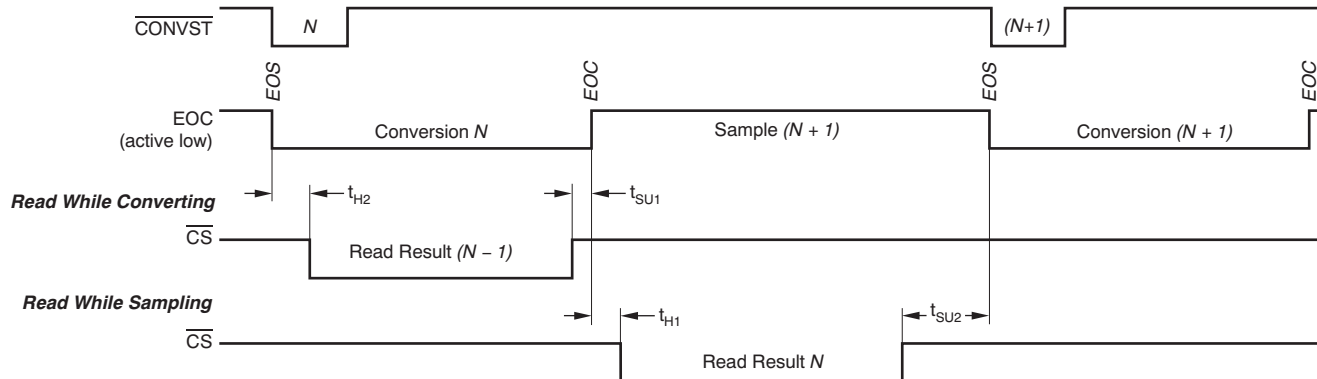 CONVST
N
(N+1)
EOS
EOC
EOS
EOC
EOC
(active low)
Conversion N
Sample (N + 1)
Conversion (N + 1)
tH2
tSU1
Read While Converting
CS
Read Result (N − 1)
Read While Sampling
tH1
tSU2
CS
Read Result N